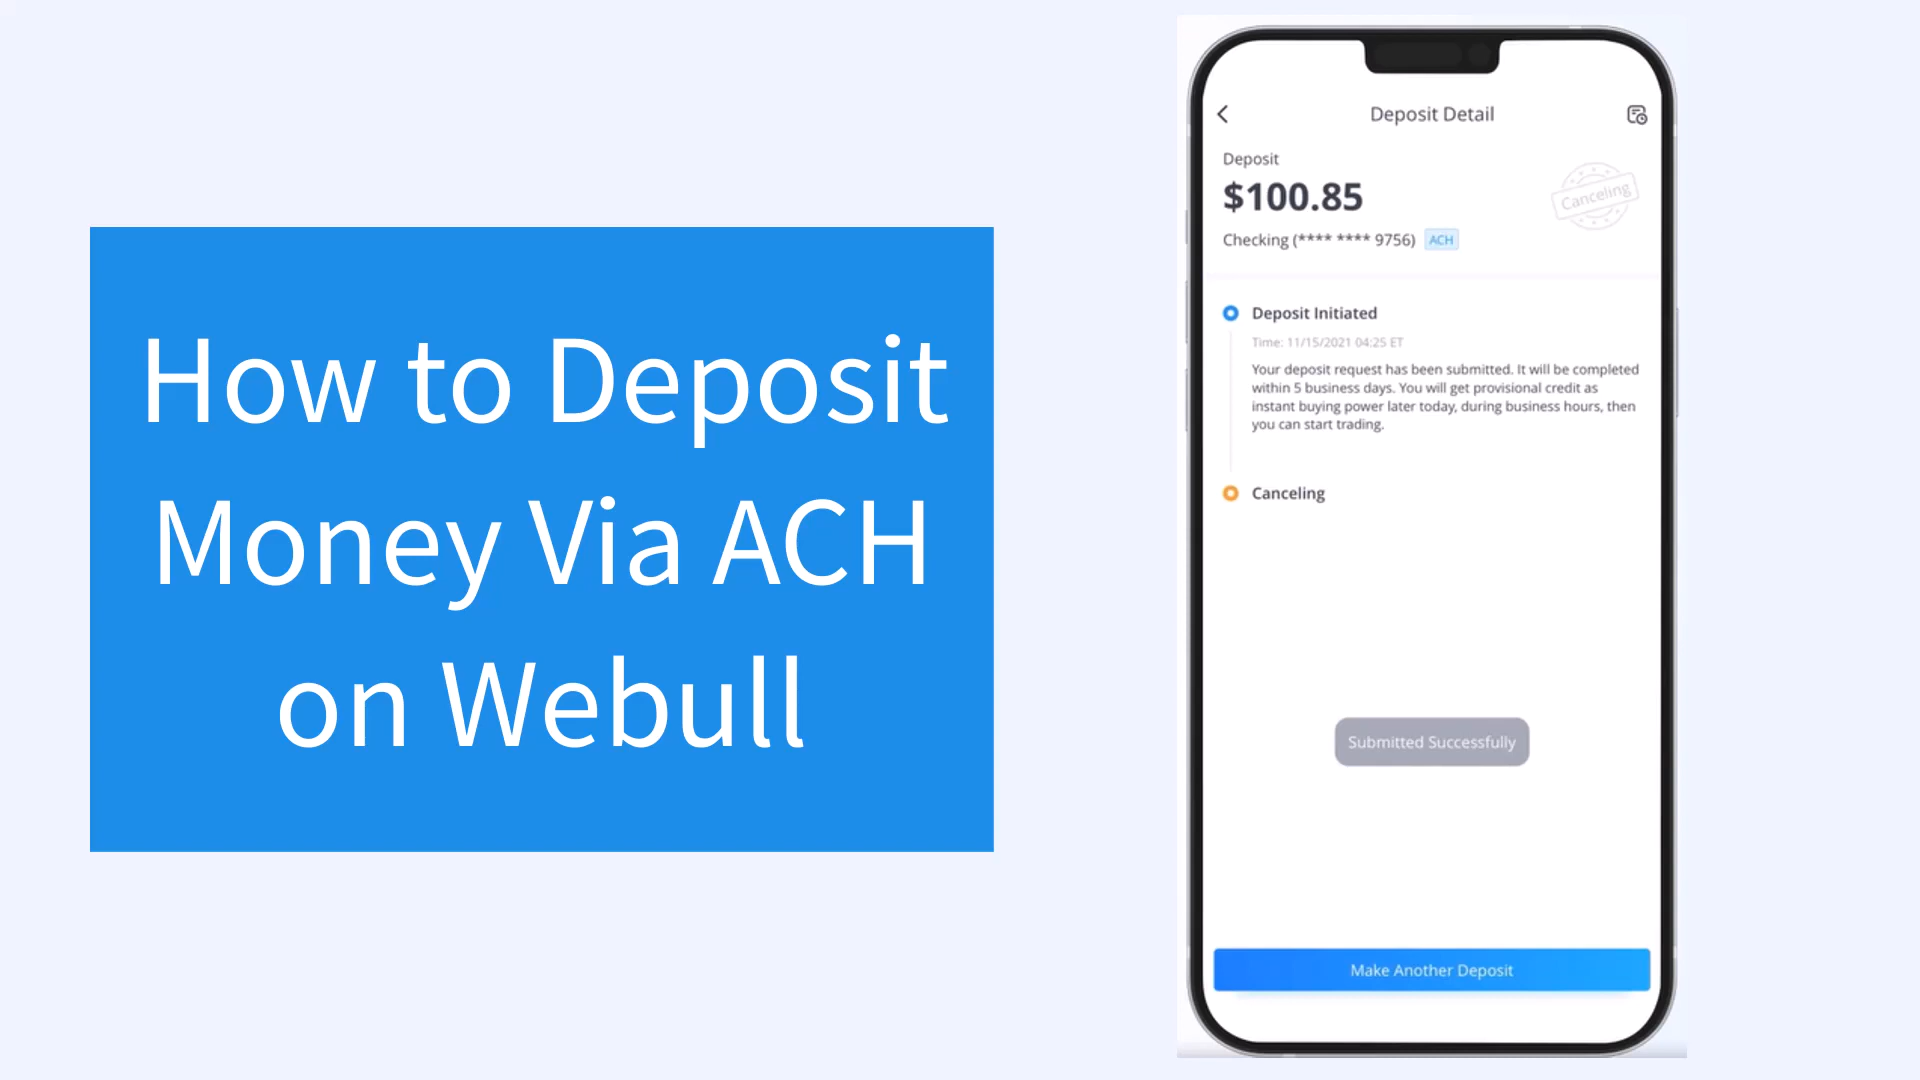 How to Deposit
Money Via ACH
on Webull
Deposit Detail
Deposit
$100.85
Canceling
Checking (**** **** 9756) ACH
Deposit Initiated
Time: 11/15/2021 04:25 ET
Your deposit request has been submitted. It will be completed
within 5 business days. You will get provisional credit as
instant buying power later today, during business hours, then
you can start trading.
Canceling
Submitted Successfully
Make Another Deposit